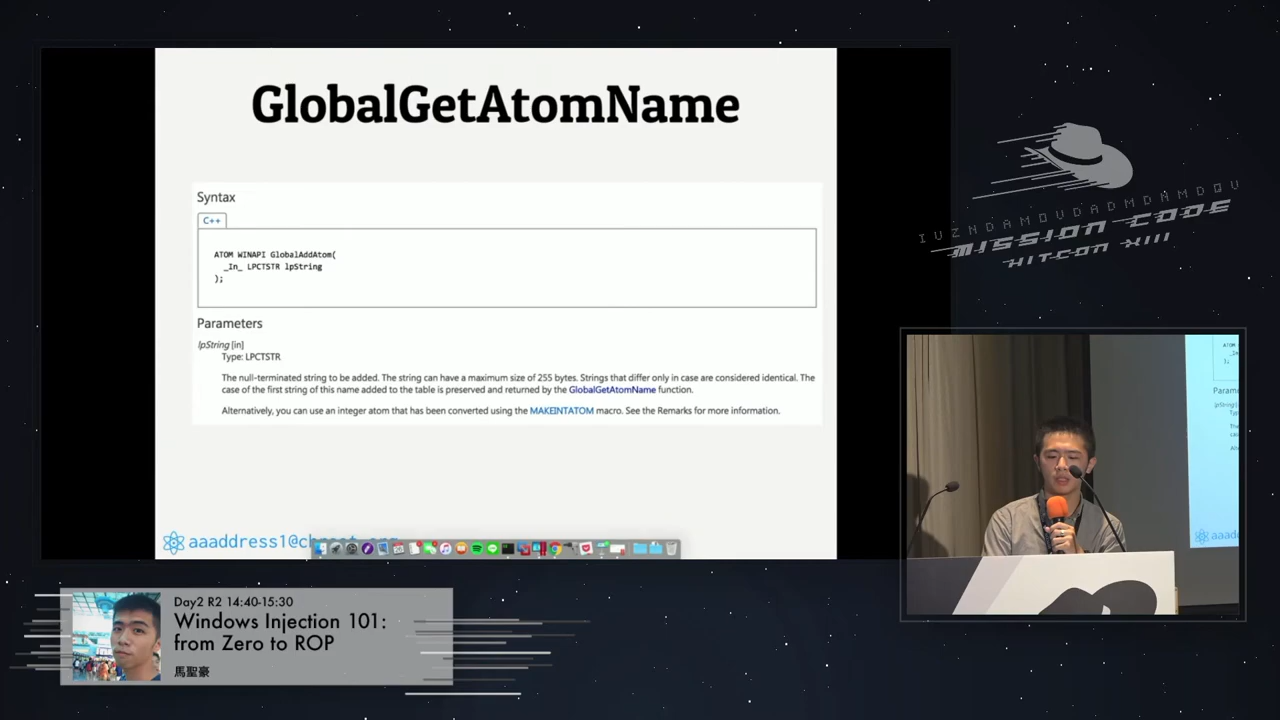 GlobalGetAtomName
Syntax
C++
ATOM WINAPI GlobalAddAtom(
_In_ LPCTSTR lpString
);
Parameters
lpString [in]
Type: LPCTSTR
The null-terminated string to be added. The string can have a maximum size of 255 bytes. Strings that differ only in case are considered identical. The
case of the first string of this name added to the table is preserved and returned by the GlobalGetAtomName function.
Alternatively, you can use an integer atom that has been converted using the MAKEINTATOM macro. See the Remarks for more information.
aaaddress1@ch
IVZNDAMOVDADMDNMDQV
MISSION CODE
HITCON XIII
Day2 R2 14:40-15:30
Windows Injection 101:
from Zero to ROP
馬聖豪